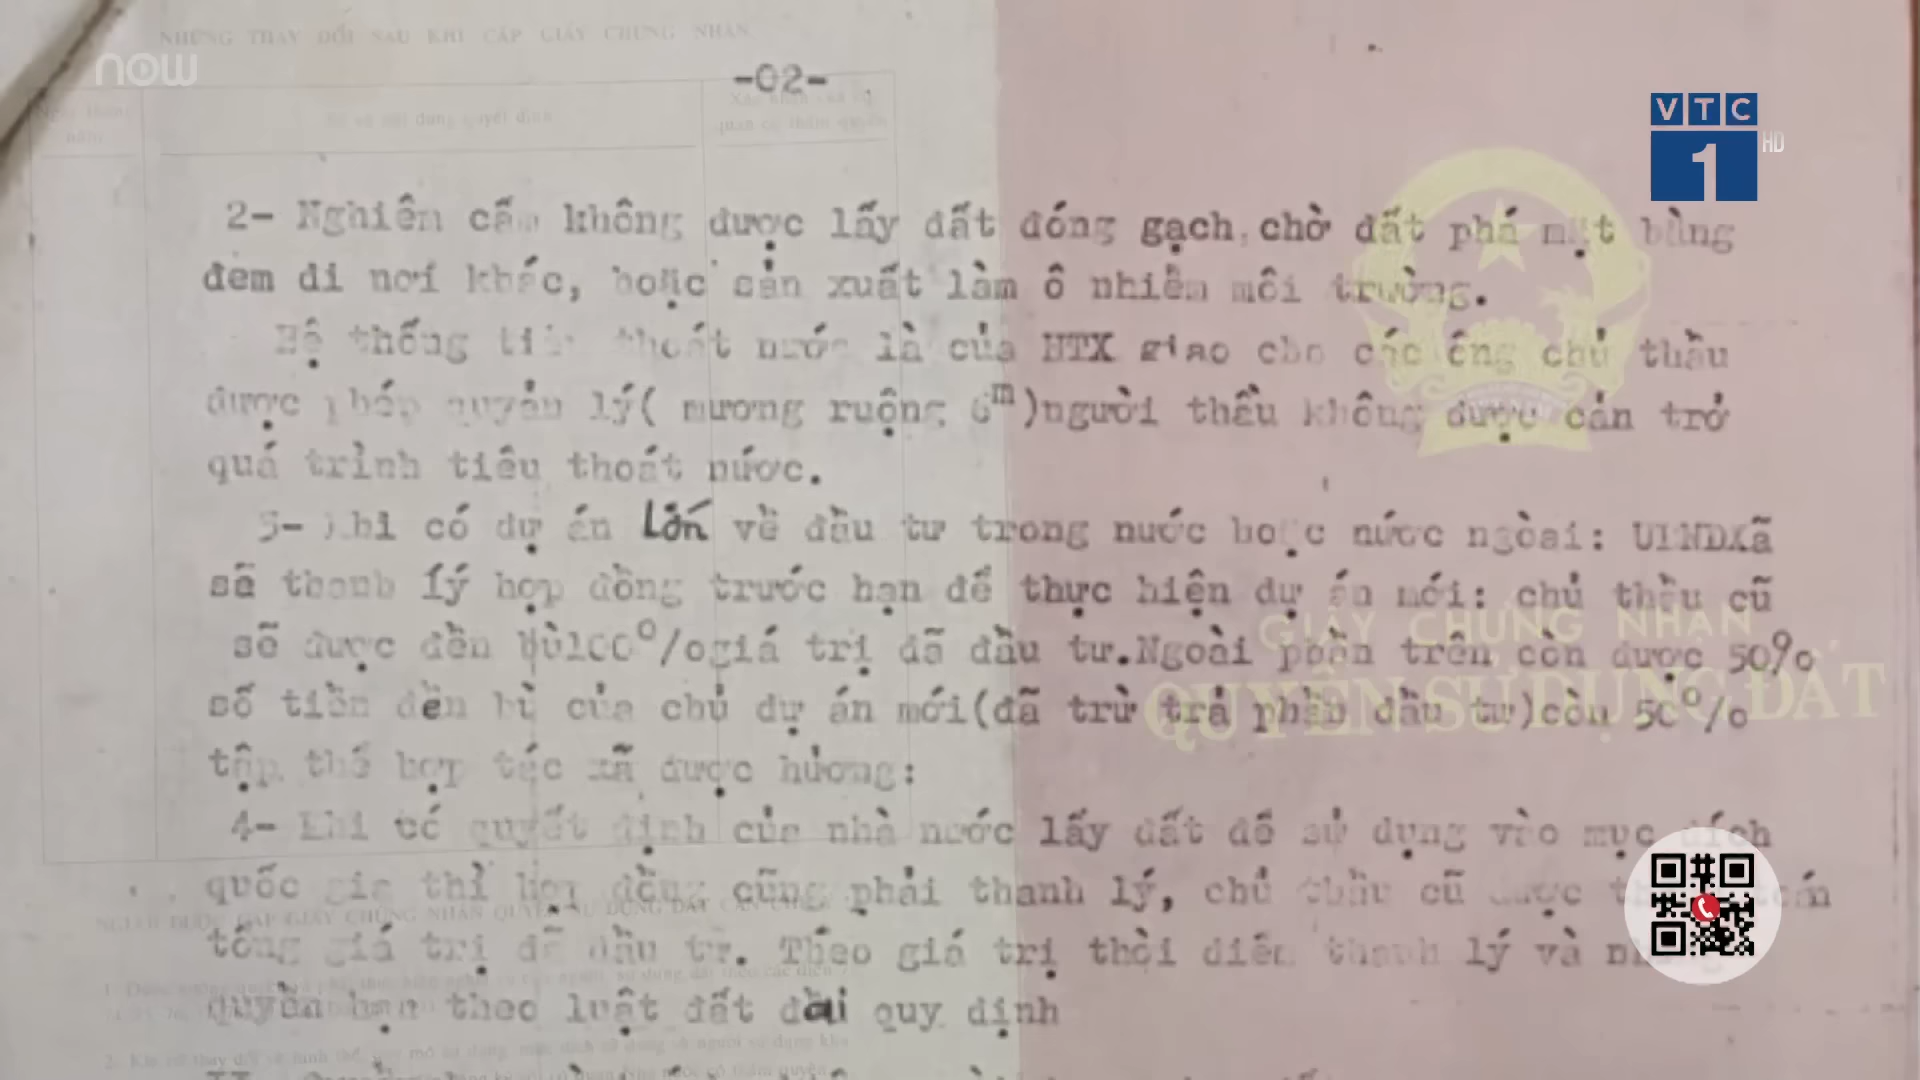 NHỮNG THAY ĐỔI SAU KHI CẤP GIẤY CHỨNG NHẬN
now
-02-
VTC
1
HD
2- Nghiêm cấm không được lấy đất đóng gạch, chở đất phá mặt bằng
đem đi nơi khác, hoặc sản xuất làm ô nhiễm môi trường.
Hệ thống tiêu thoát nước là của HTX giao cho các ông chủ thầu
được phép quyản lý( mương ruộng 6m)người thầu không được cản trở
quá trình tiêu thoát nước.
3- Khi có dự án lớn về đầu tư trong nước hoặc nước ngoài: UBNDXã
sẽ thanh lý hợp đồng trước hạn để thực hiện dự án mới: chủ thầu cũ
sẽ được đền bù100%giá trị đã đầu tư.Ngoài phần trên còn được 50%
số tiền đền bù của chủ dự án mới(đã trừ trả phần đầu tư)còn 50%
tập thể hợp tác xã được hưởng:
GIẤY CHỨNG NHẬN
QUYỀN SỬ DỤNG ĐẤT
4- Khi có quyết định của nhà nước lấy đất để sử dụng vào mục đích
quốc gia thì hợp đồng cũng phải thanh lý, chủ thầu cũ được
tổng giá trị đã đầu tư. Theo giá trị thời điểm thanh lý và
quyền hạn theo luật đất đai quy định